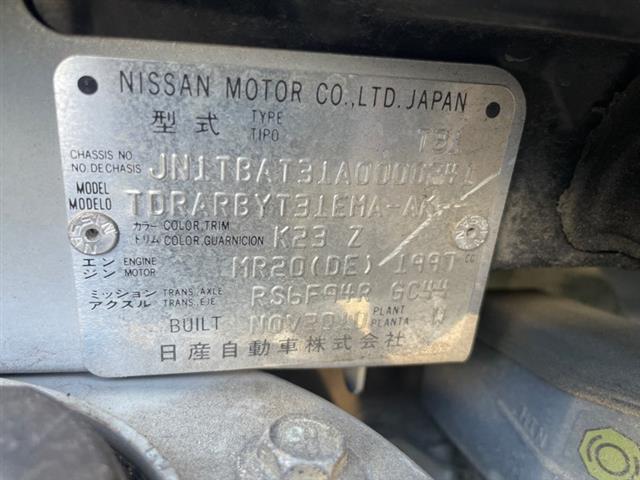 NISSAN MOTOR CO.,LTD. JAPAN
型式 TYPE TIPO T31
CHASSIS NO.
NO. DE CHASIS JN1TBAT31A0000241
MODEL
MODELO TDRARBYT31EMA-AK--
カラー COLOR,TRIM
トリム COLOR,GUARNICION K23 Z
エンジン ENGINE MOTOR MR20(DE) 1997 CC
ミッション TRANS,AXLE
アクスル TRANS,EJE RS6F94R GC44
BUILT NOV2010 PLANT PLANTA
日産自動車株式会社